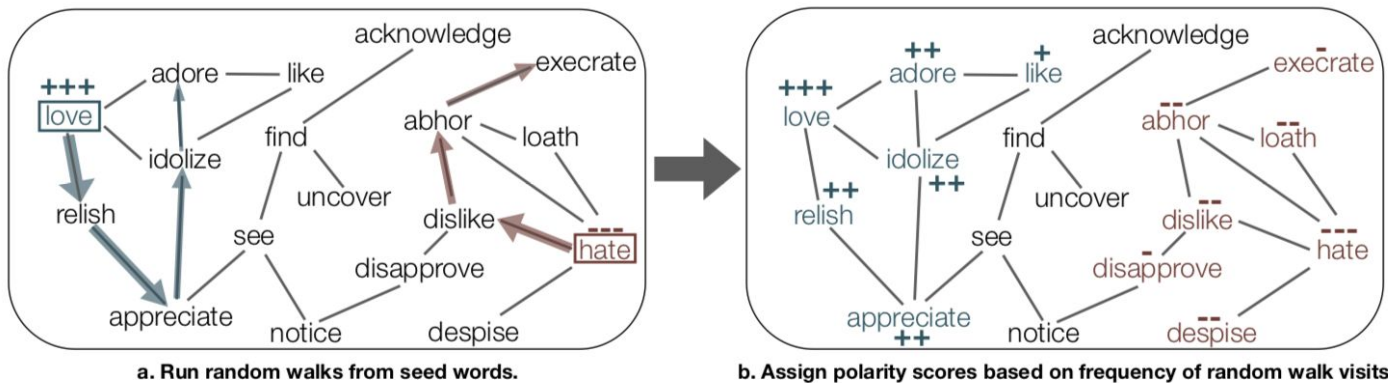 acknowledge
+++
adore
like
execrate
love
abhor
loath
find
idolize
uncover
relish
dislike
---
see
hate
disapprove
appreciate
notice
despise
a. Run random walks from seed words.
acknowledge
++
+
-
adore
like
execrate
+++
--
love
abhor
--
loath
find
idolize
++
++
uncover
relish
--
dislike
---
see
hate
-
disapprove
appreciate
++
notice
--
despise
b. Assign polarity scores based on frequency of random walk visits